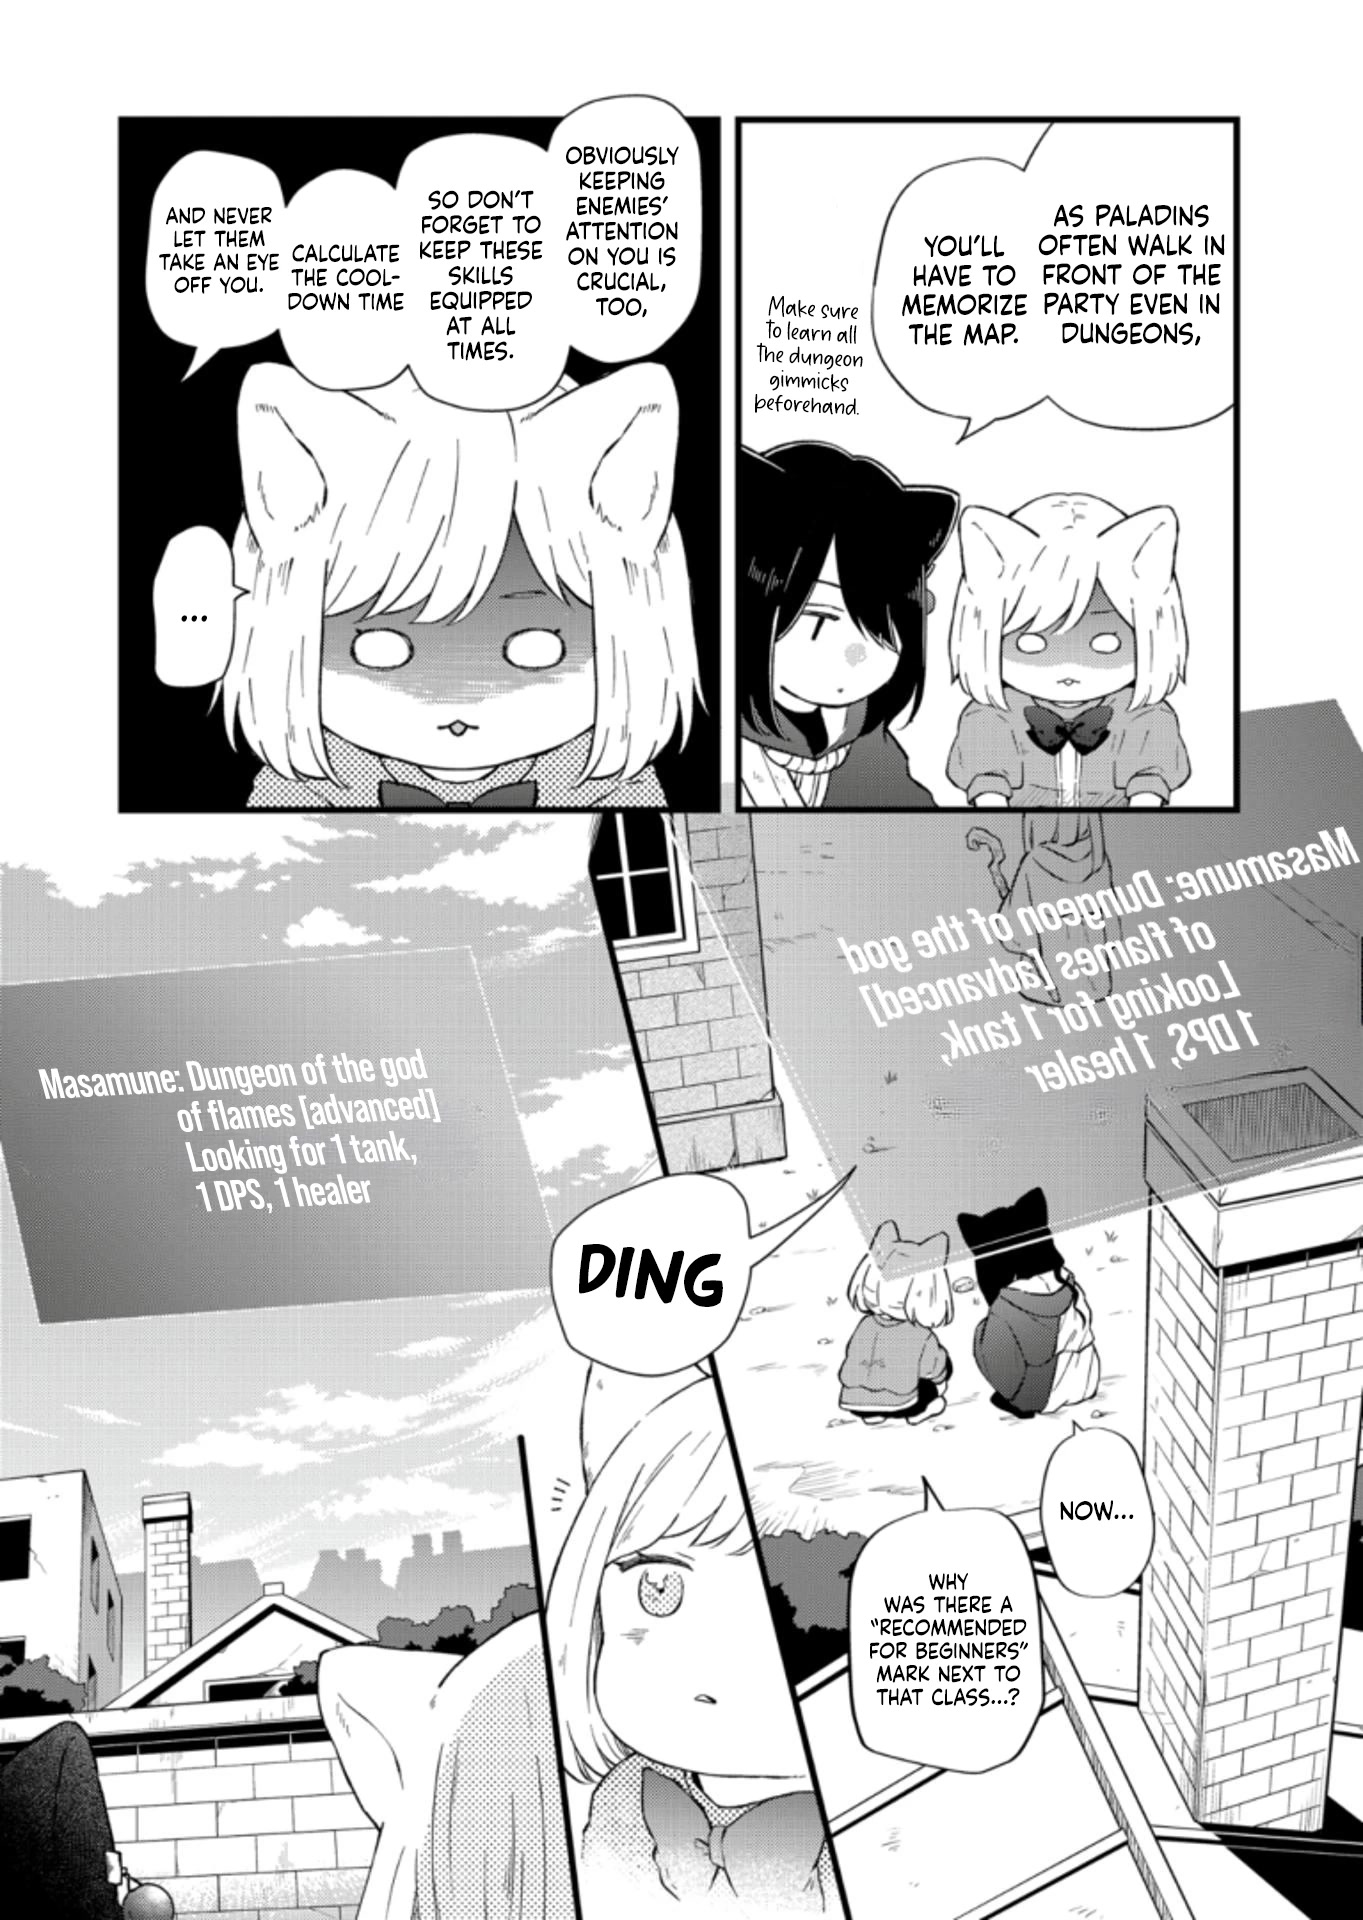 AS PALADINS
OFTEN WALK IN
FRONT OF THE
PARTY EVEN IN
DUNGEONS,
YOU'LL
HAVE TO
MEMORIZE
THE MAP.
Make sure
to learn all
the dungeon
gimmicks
beforehand.
OBVIOUSLY
KEEPING
ENEMIES'
ATTENTION
ON YOU IS
CRUCIAL,
TOO,
SO DON'T
FORGET TO
KEEP THESE
SKILLS
EQUIPPED
AT ALL
TIMES.
CALCULATE
THE COOL-
DOWN TIME
AND NEVER
LET THEM
TAKE AN EYE
OFF YOU.
...
Masamune: Dungeon of the god
of flames [advanced]
Looking for 1 tank,
1 DPS, 1 healer
NOW...
WHY
WAS THERE A
"RECOMMENDED
FOR BEGINNERS"
MARK NEXT TO
THAT CLASS...?
DING
Masamune: Dungeon of the god
of flames [advanced]
Looking for 1 tank,
1 DPS, 1 healer